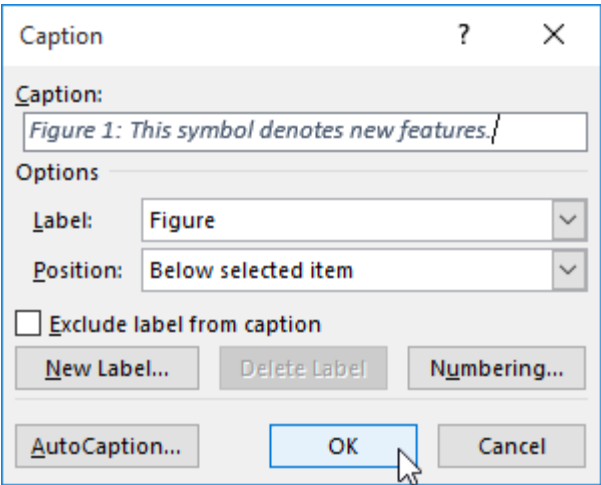 Caption ? ×
Caption:
Figure 1: This symbol denotes new features.
Options
Label: Figure
Position: Below selected item
Exclude label from caption
New Label... Delete Label Numbering...
AutoCaption... OK Cancel